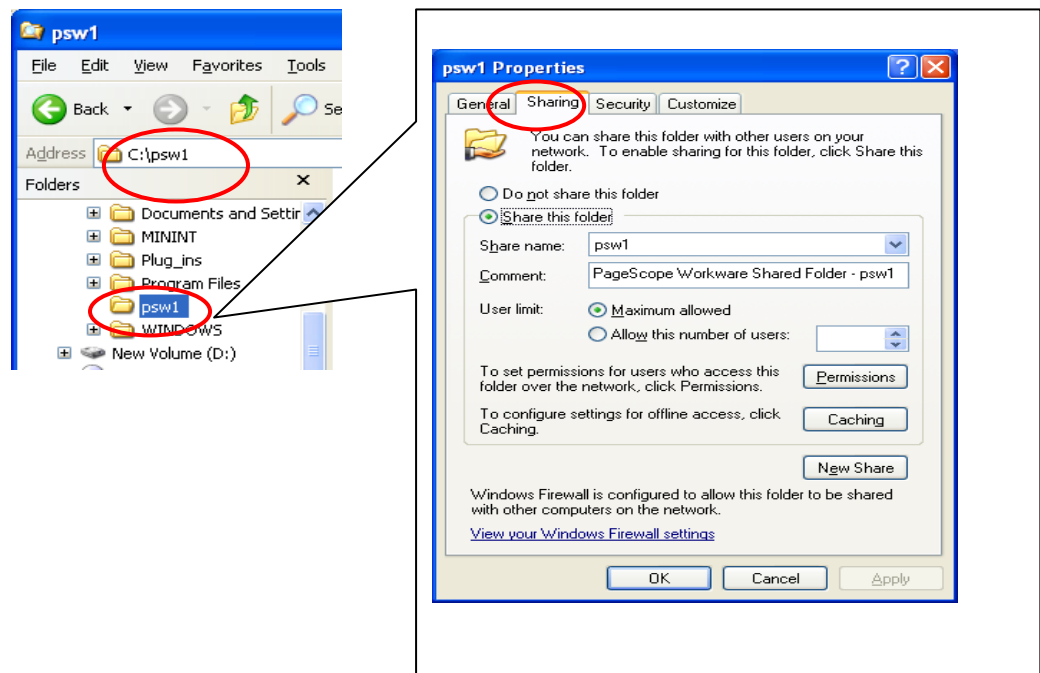 psw1
File Edit View Favorites Tools
Back Se
Address C:\psw1
Folders
Documents and Settir
MININT
Plug_ins
Program Files
psw1
WINDOWS
New Volume (D:)
psw1 Properties
General Sharing Security Customize
You can share this folder with other users on your
network. To enable sharing for this folder, click Share this
folder.
Do not share this folder
Share this folder
Share name: psw1
Comment: PageScope Workware Shared Folder - psw1
User limit: Maximum allowed
Allow this number of users:
To set permissions for users who access this
folder over the network, click Permissions.
Permissions
To configure settings for offline access, click
Caching.
Caching
New Share
Windows Firewall is configured to allow this folder to be shared
with other computers on the network.
View your Windows Firewall settings
OK Cancel Apply